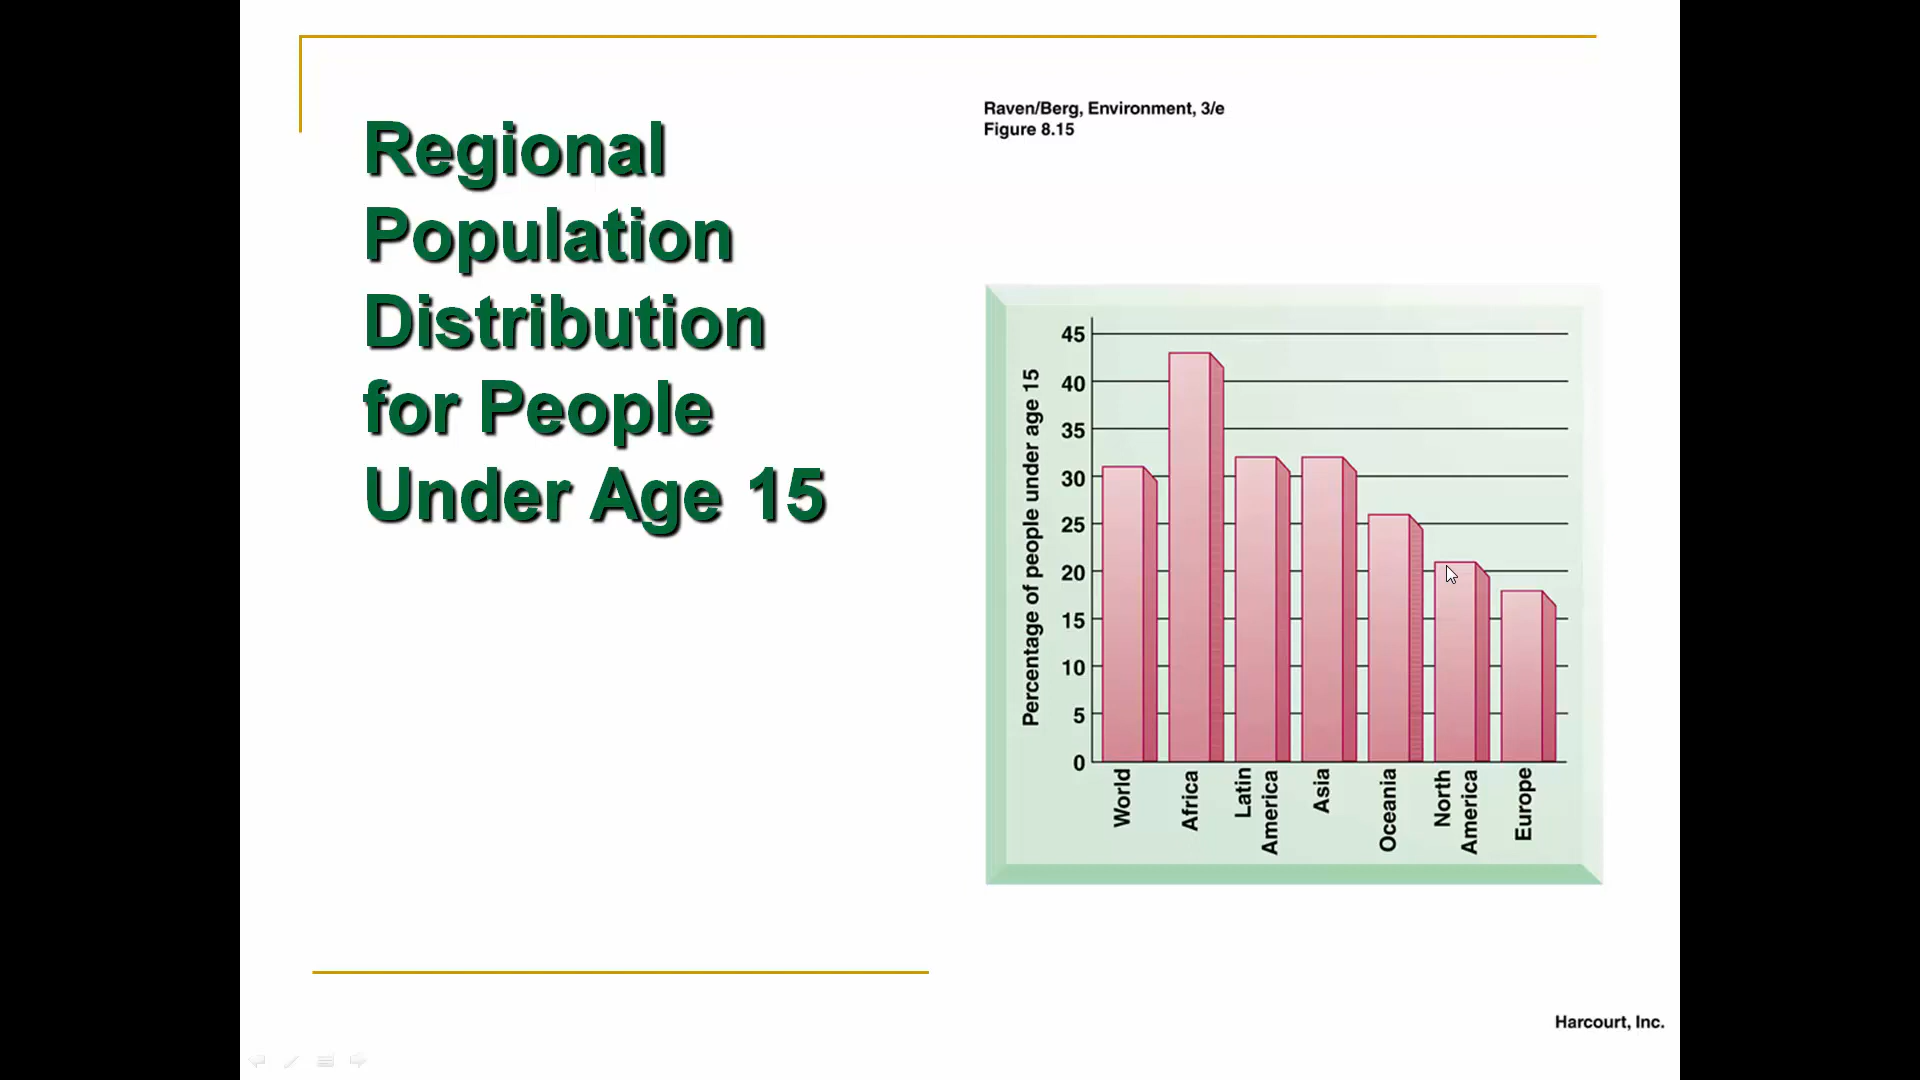 Regional
Population
Distribution
for People
Under Age 15
Raven/Berg, Environment, 3/e
Figure 8.15
Percentage of people under age 15
45
40
35
30
25
20
15
10
5
0
World
Africa
Latin
America
Asia
Oceania
North
America
Europe
Harcourt, Inc.